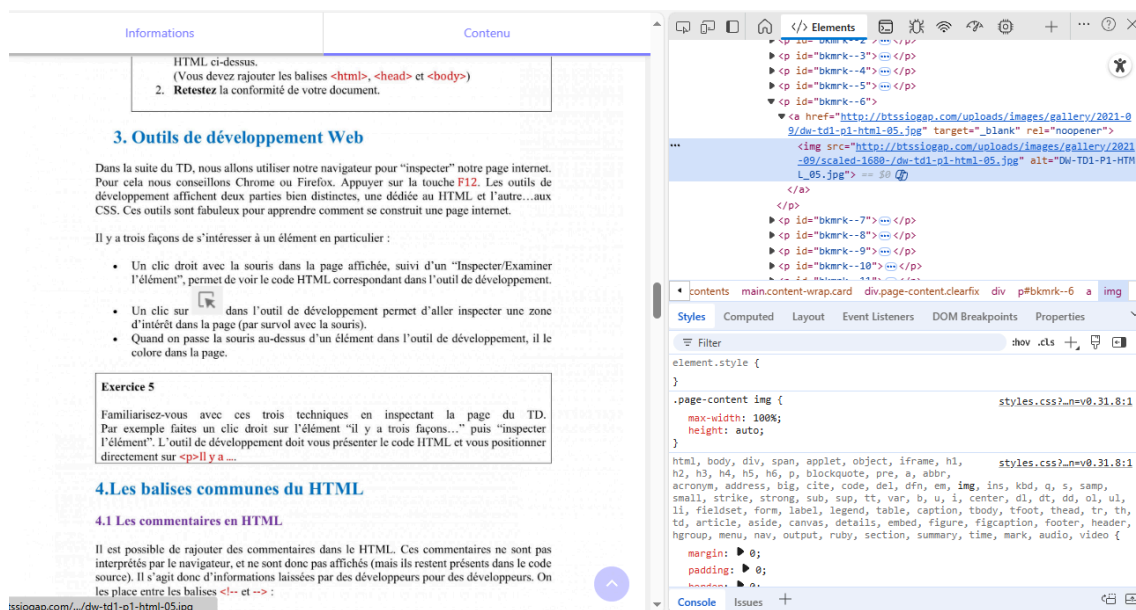 Informations
Contenu
HTML ci-dessus.
(Vous devez rajouter les balises <html>, <head> et <body>)
2. Retestez la conformité de votre document.
3. Outils de développement Web
Dans la suite du TD, nous allons utiliser notre navigateur pour “inspecter” notre page internet.
Pour cela nous conseillons Chrome ou Firefox. Appuyer sur la touche F12. Les outils de
développement affichent deux parties bien distinctes, une dédiée au HTML et l’autre…aux
CSS. Ces outils sont fabuleux pour apprendre comment se construit une page internet.
Il y a trois façons de s’intéresser à un élément en particulier :
• Un clic droit avec la souris dans la page affichée, suivi d’un “Inspecter/Examiner
l’élément”, permet de voir le code HTML correspondant dans l’outil de développement.
• Un clic sur dans l’outil de développement permet d’aller inspecter une zone
d’intérêt dans la page (par survol avec la souris).
• Quand on passe la souris au-dessus d’un élément dans l’outil de développement, il le
colore dans la page.
Exercice 5
Familiarisez-vous avec ces trois techniques en inspectant la page du TD.
Par exemple faites un clic droit sur l’élément “il y a trois façons…” puis “inspecter
l’élément”. L’outil de développement doit vous présenter le code HTML et vous positionner
directement sur <p>Il y a ....
4.Les balises communes du HTML
4.1 Les commentaires en HTML
Il est possible de rajouter des commentaires dans le HTML. Ces commentaires ne sont pas
interprétés par le navigateur, et ne sont donc pas affichés (mais ils restent présents dans le code
source). Il s’agit donc d’informations laissées par des développeurs pour des développeurs. On
les place entre les balises <!-- et --> :
tssiogap.com/.../dw-td1-p1-html-05.jpg
Elements
<p id="bkmrk--2"> </p>
<p id="bkmrk--3"> </p>
<p id="bkmrk--4"> </p>
<p id="bkmrk--5"> </p>
<p id="bkmrk--6">
<a href="http://btssiogap.com/uploads/images/gallery/2021-0
9/dw-td1-p1-html-05.jpg" target="_blank" rel="noopener">
<img src="http://btssiogap.com/uploads/images/gallery/2021
-09/scaled-1680-/dw-td1-p1-html-05.jpg" alt="DW-TD1-P1-HTM
L_05.jpg"> == $0
</a>
</p>
<p id="bkmrk--7"> </p>
<p id="bkmrk--8"> </p>
<p id="bkmrk--9"> </p>
<p id="bkmrk--10"> </p>
<p id="bkmrk--11"> </p>
contents main.content-wrap.card div.page-content.clearfix div p#bkmrk--6 a img
Styles Computed Layout Event Listeners DOM Breakpoints Properties
Filter :hov .cls
element.style {
}
.page-content img { styles.css?…n=v0.31.8:1
max-width: 100%;
height: auto;
}
html, body, div, span, applet, object, iframe, h1, styles.css?…n=v0.31.8:1
h2, h3, h4, h5, h6, p, blockquote, pre, a, abbr,
acronym, address, big, cite, code, del, dfn, em, img, ins, kbd, q, s, samp,
small, strike, strong, sub, sup, tt, var, b, u, i, center, dl, dt, dd, ol, ul,
li, fieldset, form, label, legend, table, caption, tbody, tfoot, thead, tr, th,
td, article, aside, canvas, details, embed, figure, figcaption, footer, header,
hgroup, menu, nav, output, ruby, section, summary, time, mark, audio, video {
margin: 0;
padding: 0;
border: 0;
Console Issues